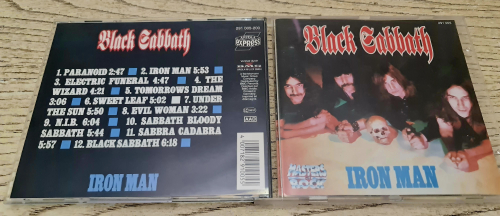 Black Sabbath
1. PARANOID 2:47 2. IRON MAN 5:53
3. ELECTRIC FUNERAL 4:47 4. THE
WIZARD 4:21 5. TOMORROWS DREAM
3:06 6. SWEET LEAF 5:02 7. UNDER
THE SUN 5:50 8. EVIL WOMAN 3:22
9. N.I.B. 6:04 10. SABBATH BLOODY
SABBATH 5:44 11. SABBRA CADABRA
5:57 12. BLACK SABBATH 6:18
IRON MAN
EXPRESS
AAD
Black Sabbath
MASTERS
OF
ROCK
IRON MAN